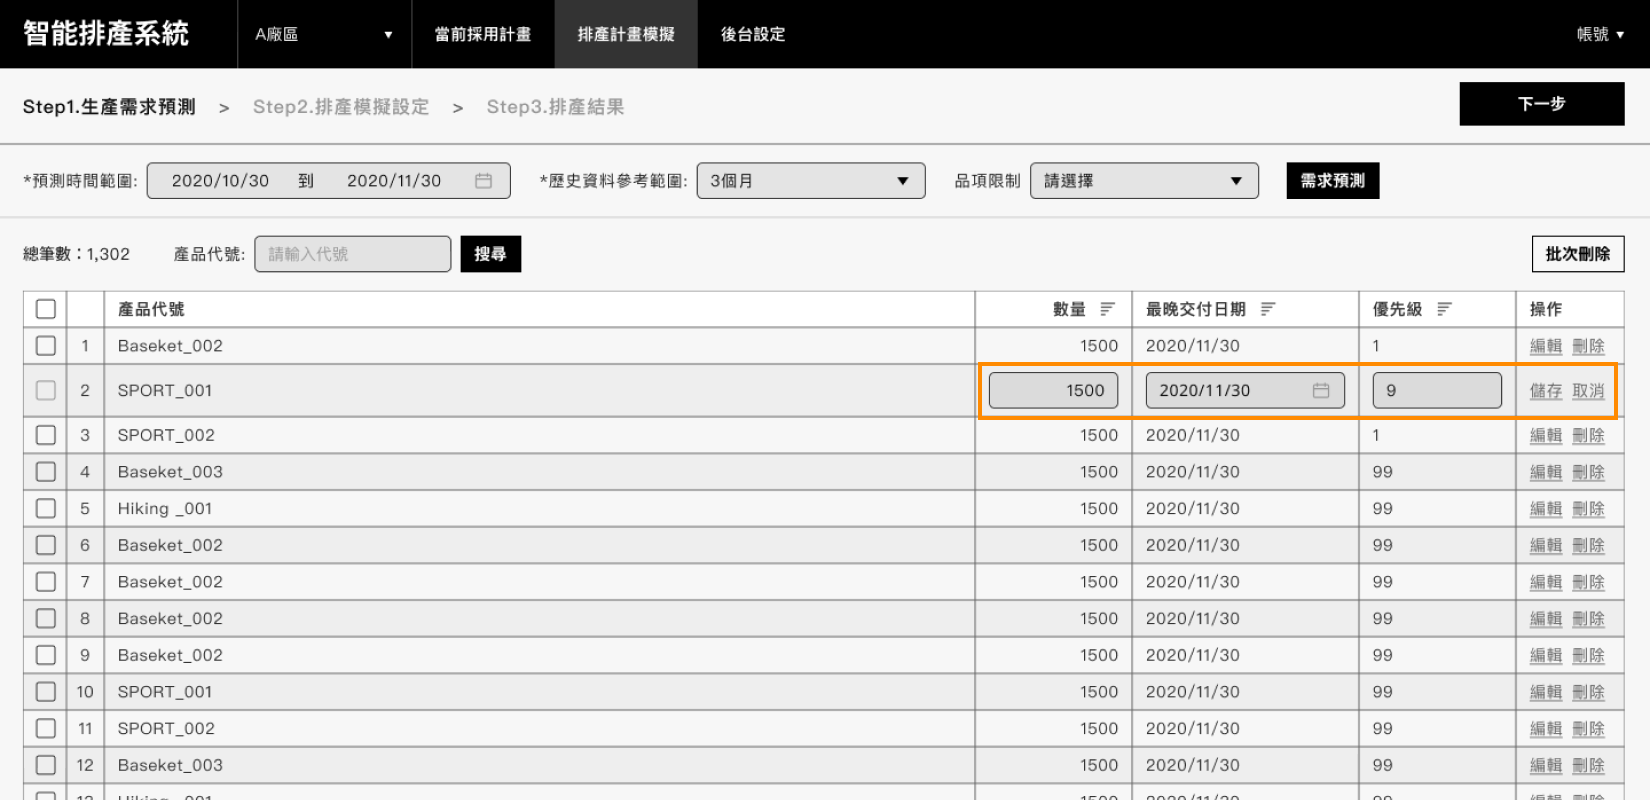 智能排產系統 A廠區 ▼ 當前採用計畫 排產計畫模擬 後台設定 帳號 ▼
Step1.生產需求預測 > Step2.排產模擬設定 > Step3.排產結果 下一步
*預測時間範圍: 2020/10/30 到 2020/11/30 *歷史資料參考範圍: 3個月 ▼ 品項限制 請選擇 ▼ 需求預測
總筆數：1,302 產品代號: 請輸入代號 搜尋 批次刪除
產品代號 數量 最晚交付日期 優先級 操作
1 Baseket_002 1500 2020/11/30 1 編輯 刪除
2 SPORT_001 1500 2020/11/30 9 儲存 取消
3 SPORT_002 1500 2020/11/30 1 編輯 刪除
4 Baseket_003 1500 2020/11/30 99 編輯 刪除
5 Hiking _001 1500 2020/11/30 99 編輯 刪除
6 Baseket_002 1500 2020/11/30 99 編輯 刪除
7 Baseket_002 1500 2020/11/30 99 編輯 刪除
8 Baseket_002 1500 2020/11/30 99 編輯 刪除
9 Baseket_002 1500 2020/11/30 99 編輯 刪除
10 SPORT_001 1500 2020/11/30 99 編輯 刪除
11 SPORT_002 1500 2020/11/30 99 編輯 刪除
12 Baseket_003 1500 2020/11/30 99 編輯 刪除